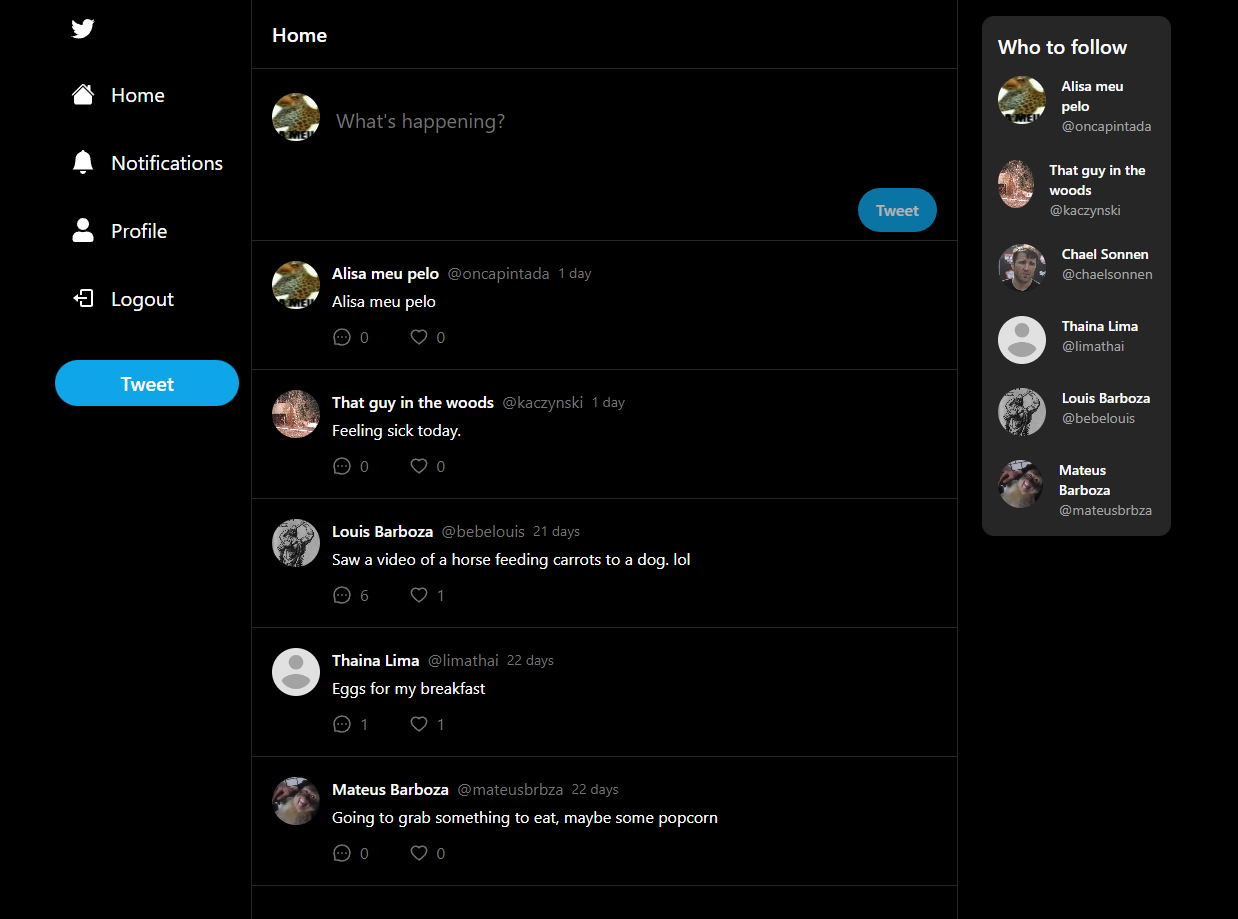 Home
Notifications
Profile
Logout
Tweet
Home
What's happening?
Tweet
Alisa meu pelo @oncapintada 1 day
Alisa meu pelo
0 0
That guy in the woods @kaczynski 1 day
Feeling sick today.
0 0
Louis Barboza @bebelouis 21 days
Saw a video of a horse feeding carrots to a dog. lol
6 1
Thaina Lima @limathai 22 days
Eggs for my breakfast
1 1
Mateus Barboza @mateusbrbza 22 days
Going to grab something to eat, maybe some popcorn
0 0
Who to follow
Alisa meu
pelo
@oncapintada
That guy in the
woods
@kaczynski
Chael Sonnen
@chaelsonnen
Thaina Lima
@limathai
Louis Barboza
@bebelouis
Mateus
Barboza
@mateusbrbza